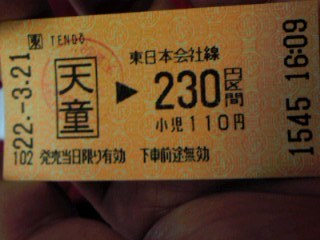 東 TENDO
東日本会社線
天童 ▶ 230円区間
小児110円
22.-3.21
102 発売当日限り有効 下車前途無効
1545 16:09